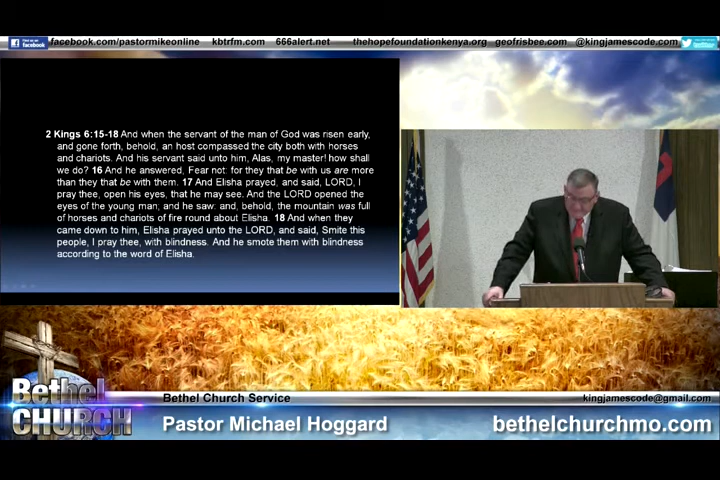 facebook.com/pastormikeonline kbtrfm.com 666alert.net thehopefoundationkenya.org geofrisbee.com @kingjamescode.com
2 Kings 6:15-18 And when the servant of the man of God was risen early,
and gone forth, behold, an host compassed the city both with horses
and chariots. And his servant said unto him, Alas, my master! how shall
we do? 16 And he answered, Fear not: for they that be with us are more
than they that be with them. 17 And Elisha prayed, and said, LORD, I
pray thee, open his eyes, that he may see. And the LORD opened the
eyes of the young man; and he saw: and, behold, the mountain was full
of horses and chariots of fire round about Elisha. 18 And when they
came down to him, Elisha prayed unto the LORD, and said, Smite this
people, I pray thee, with blindness. And he smote them with blindness
according to the word of Elisha.
Bethel
CHURCH
Bethel Church Service
kingjamescode@gmail.com
Pastor Michael Hoggard
bethelchurchmo.com